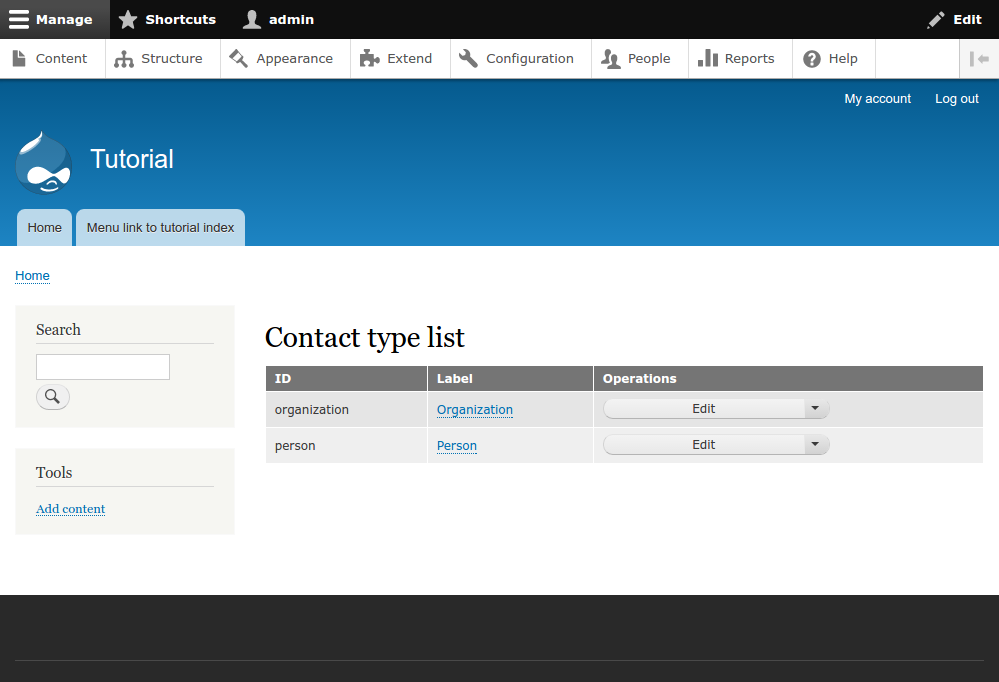 Manage Shortcuts admin Edit
Content Structure Appearance Extend Configuration People Reports Help
My account Log out
Tutorial
Home Menu link to tutorial index
Home
Search
Tools
Add content
Contact type list
ID Label Operations
organization Organization Edit
person Person Edit